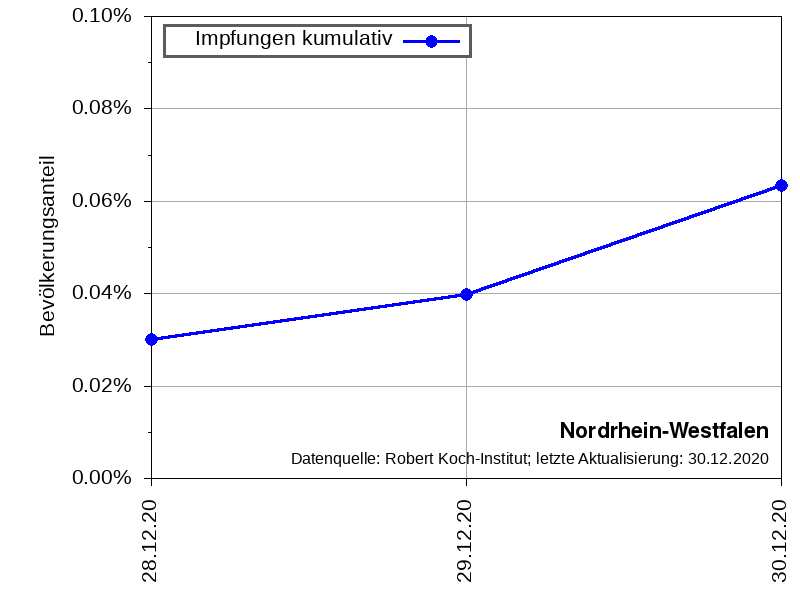 0.10%
Impfungen kumulativ
0.08%
0.06%
0.04%
0.02%
0.00%
Bevölkerungsanteil
Nordrhein-Westfalen
Datenquelle: Robert Koch-Institut; letzte Aktualisierung: 30.12.2020
28.12.20
29.12.20
30.12.20